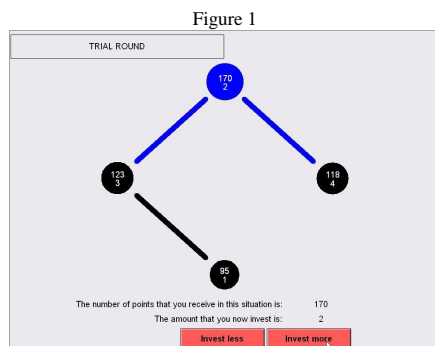 Figure 1
TRIAL ROUND
170
2
123
3
118
4
95
1
The number of points that you receive in this situation is: 170
The amount that you now invest is: 2
Invest less Invest more